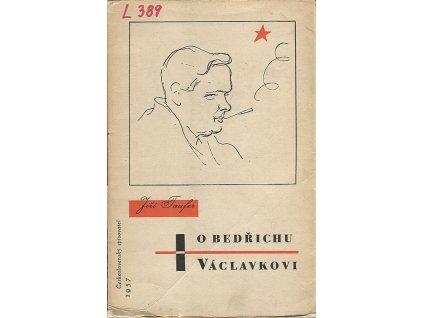 L 389
Jiří Taufer
O BEDŘICHU
VÁCLAVKOVI
Československý spisovatel
1957